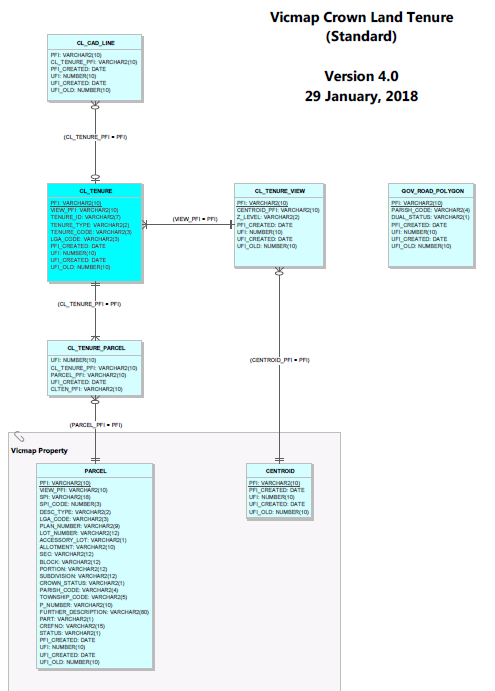 Vicmap Crown Land Tenure
(Standard)
Version 4.0
29 January, 2018
CL_CAD_LINE
PFI: VARCHAR2(10)
CL_TENURE_PFI: VARCHAR2(10)
PFI_CREATED: DATE
UFI: NUMBER(10)
UFI_CREATED: DATE
UFI_OLD: NUMBER(10)
(CL_TENURE_PFI = PFI)
CL_TENURE
PFI: VARCHAR2(10)
VIEW_PFI: VARCHAR2(10)
TENURE_ID: VARCHAR2(7)
TENURE_TYPE: VARCHAR2(2)
TENURE_CODE: VARCHAR2(3)
LGA_CODE: VARCHAR2(3)
PFI_CREATED: DATE
UFI: NUMBER(10)
UFI_CREATED: DATE
UFI_OLD: NUMBER(10)
(VIEW_PFI = PFI)
CL_TENURE_VIEW
PFI: VARCHAR2(10)
CENTROID_PFI: VARCHAR2(10)
Z_LEVEL: VARCHAR2(2)
PFI_CREATED: DATE
UFI: NUMBER(10)
UFI_CREATED: DATE
UFI_OLD: NUMBER(10)
GOV_ROAD_POLYGON
PFI: VARCHAR2(10)
PARISH_CODE: VARCHAR2(4)
DUAL_STATUS: VARCHAR2(1)
PFI_CREATED: DATE
UFI: NUMBER(10)
UFI_CREATED: DATE
UFI_OLD: NUMBER(10)
(CL_TENURE_PFI = PFI)
CL_TENURE_PARCEL
UFI: NUMBER(10)
CL_TENURE_PFI: VARCHAR2(10)
PARCEL_PFI: VARCHAR2(10)
UFI_CREATED: DATE
CLTEN_PFI: VARCHAR2(10)
(CENTROID_PFI = PFI)
(PARCEL_PFI = PFI)
Vicmap Property
PARCEL
PFI: VARCHAR2(10)
VIEW_PFI: VARCHAR2(10)
SPI: VARCHAR2(18)
SPI_CODE: NUMBER(3)
DESC_TYPE: VARCHAR2(2)
LGA_CODE: VARCHAR2(3)
PLAN_NUMBER: VARCHAR2(9)
LOT_NUMBER: VARCHAR2(12)
ACCESSORY_LOT: VARCHAR2(1)
ALLOTMENT: VARCHAR2(10)
SEC: VARCHAR2(12)
BLOCK: VARCHAR2(12)
PORTION: VARCHAR2(12)
SUBDIVISION: VARCHAR2(12)
CROWN_STATUS: VARCHAR2(1)
PARISH_CODE: VARCHAR2(4)
TOWNSHIP_CODE: VARCHAR2(5)
P_NUMBER: VARCHAR2(10)
FURTHER_DESCRIPTION: VARCHAR2(60)
PART: VARCHAR2(1)
CREFNO: VARCHAR2(15)
STATUS: VARCHAR2(1)
PFI_CREATED: DATE
UFI: NUMBER(10)
UFI_CREATED: DATE
UFI_OLD: NUMBER(10)
CENTROID
PFI: VARCHAR2(10)
PFI_CREATED: DATE
UFI: NUMBER(10)
UFI_CREATED: DATE
UFI_OLD: NUMBER(10)